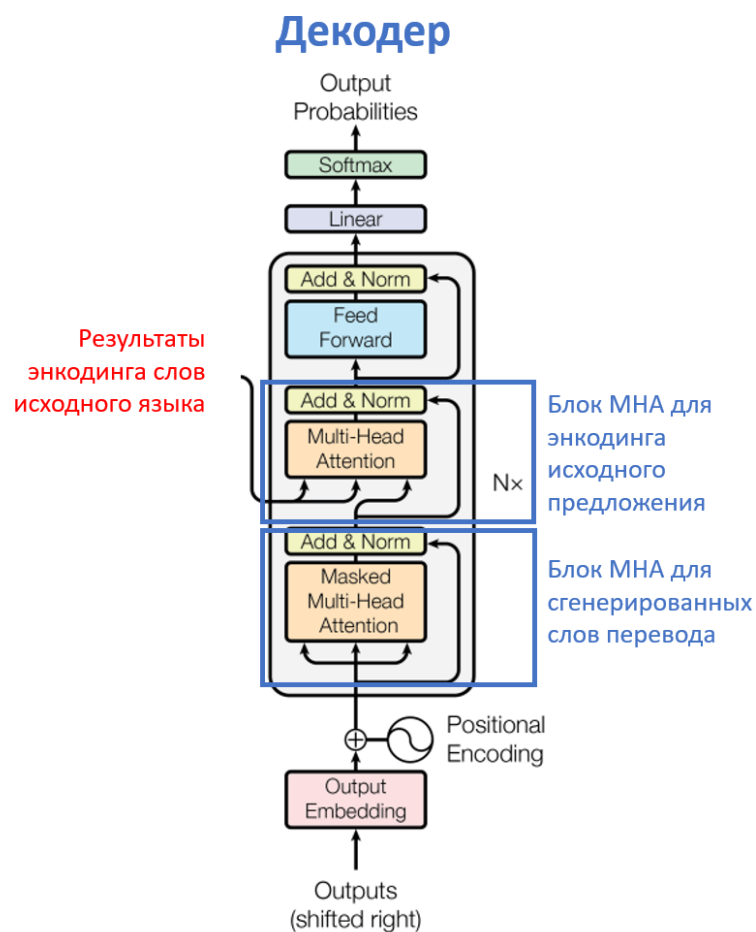 Декодер
Output
Probabilities
Softmax
Linear
Add & Norm
Feed
Forward
Результаты
энкодинга слов
исходного языка
Add & Norm
Multi-Head
Attention
N×
Блок МНА для
энкодинга
исходного
предложения
Add & Norm
Masked
Multi-Head
Attention
Блок МНА для
сгенерированных
слов перевода
Positional
Encoding
Output
Embedding
Outputs
(shifted right)